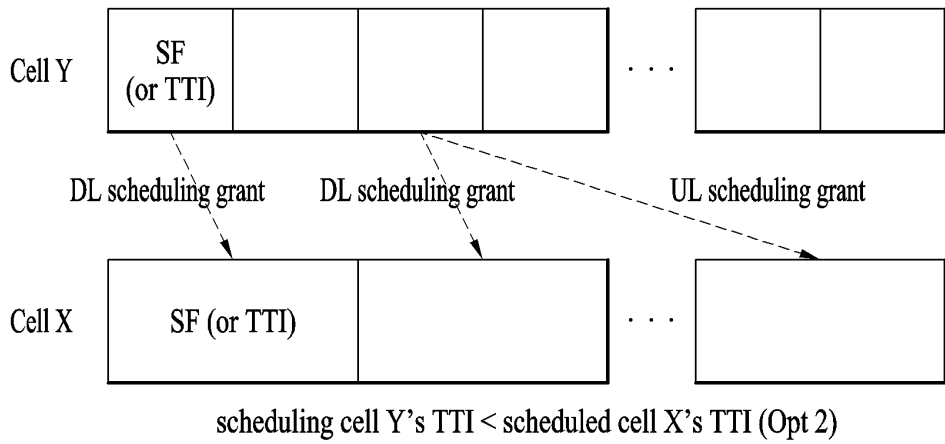 Cell Y
SF
(or TTI)
· · ·
DL scheduling grant
DL scheduling grant
UL scheduling grant
Cell X
SF (or TTI)
· · ·
scheduling cell Y’s TTI < scheduled cell X’s TTI (Opt 2)